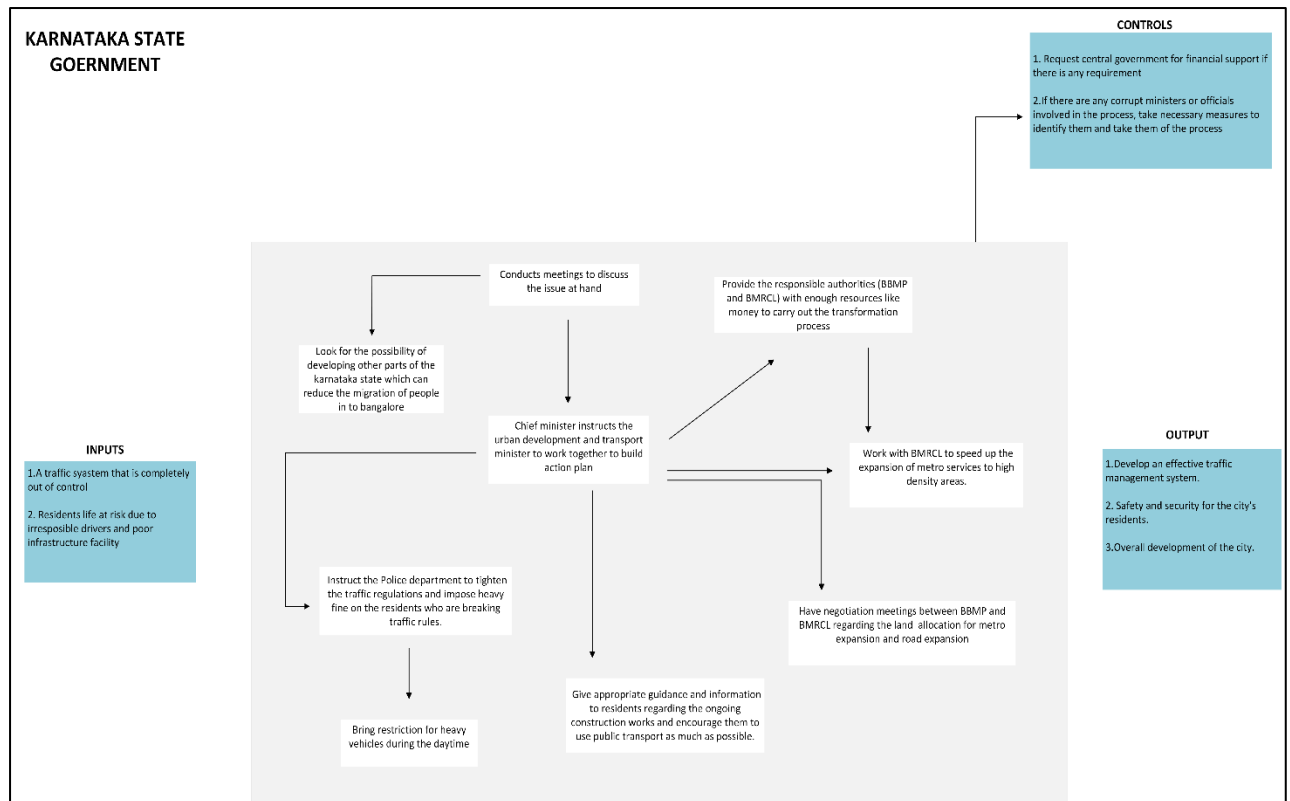 KARNATAKA STATE
GOERNMENT
CONTROLS
1. Request central government for financial support if
there is any requirement
2.If there are any corrupt ministers or officials
involved in the process, take necessary measures to
identify them and take them of the process
Conducts meetings to discuss
the issue at hand
Provide the responsible authorities (BBMP
and BMRCL) with enough resources like
money to carry out the transformation
process
Look for the possibility of
developing other parts of the
karnataka state which can
reduce the migration of people
in to bangalore
Chief minister instructs the
urban development and transport
minister to work together to build
action plan
Work with BMRCL to speed up the
expansion of metro services to high
density areas.
INPUTS
1.A traffic syastem that is completely
out of control
2. Residents life at risk due to
irresposible drivers and poor
infrastructure facility
OUTPUT
1.Develop an effective traffic
management system.
2. Safety and security for the city's
residents.
3.Overall development of the city.
Instruct the Police department to tighten
the traffic regulations and impose heavy
fine on the residents who are breaking
traffic rules.
Have negotiation meetings between BBMP and
BMRCL regarding the land allocation for metro
expansion and road expansion
Give appropriate guidance and information
to residents regarding the ongoing
construction works and encourage them to
use public transport as much as possible.
Bring restriction for heavy
vehicles during the daytime